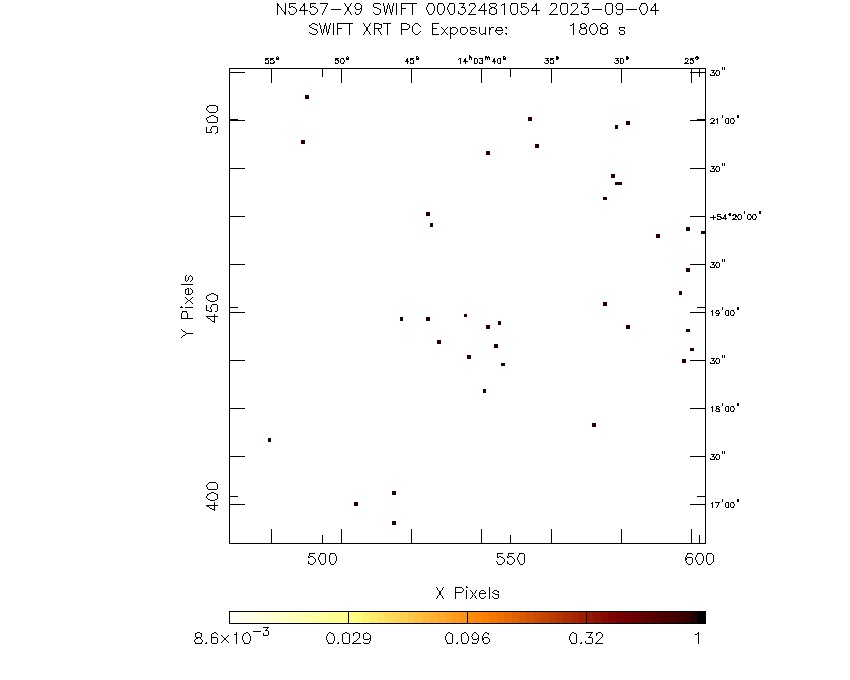 N5457-X9 SWIFT 00032481054 2023-09-04
SWIFT XRT PC Exposure: 1808 s
55ˢ 50ˢ 45ˢ 14ʰ03ᵐ40ˢ 35ˢ 30ˢ 25ˢ
30"
500
21'00"
30"
+54°20'00"
30"
Y Pixels
450
19'00"
30"
18'00"
30"
400
17'00"
500 550 600
X Pixels
8.6×10⁻³ 0.029 0.096 0.32 1